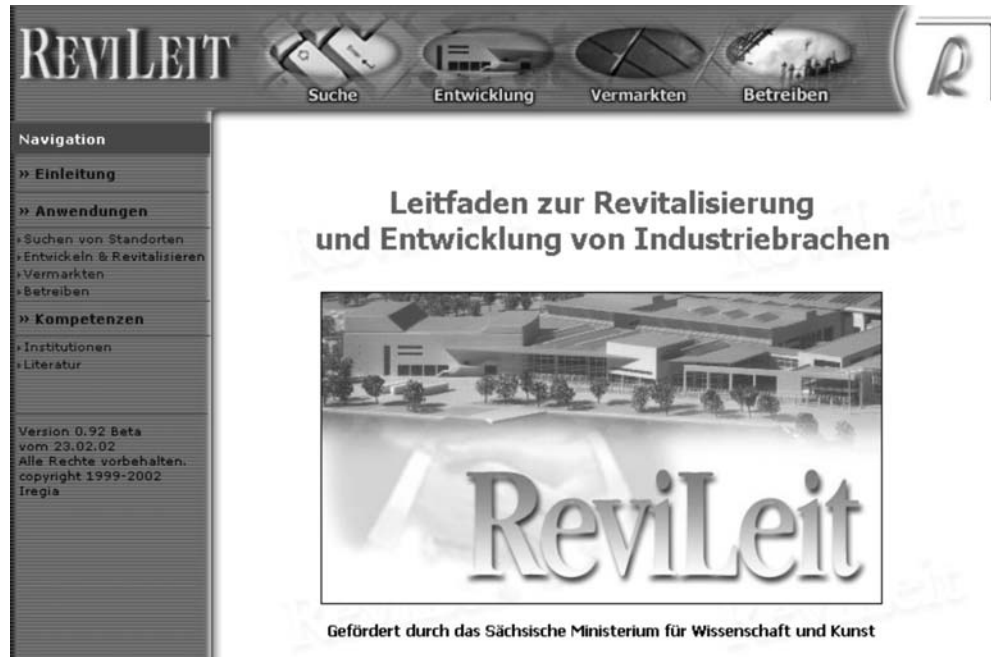 REVILEIT
Suche
Entwicklung
Vermarkten
Betreiben
R
Navigation
» Einleitung
» Anwendungen
Suchen von Standorten
Entwickeln & Revitalisieren
Vermarkten
Betreiben
» Kompetenzen
Institutionen
Literatur
Version 0.92 Beta
vom 23.02.02
Alle Rechte vorbehalten.
copyright 1999-2002
Iregia
Leitfaden zur Revitalisierung
und Entwicklung von Industriebrachen
ReviLeit
Gefördert durch das Sächsische Ministerium für Wissenschaft und Kunst